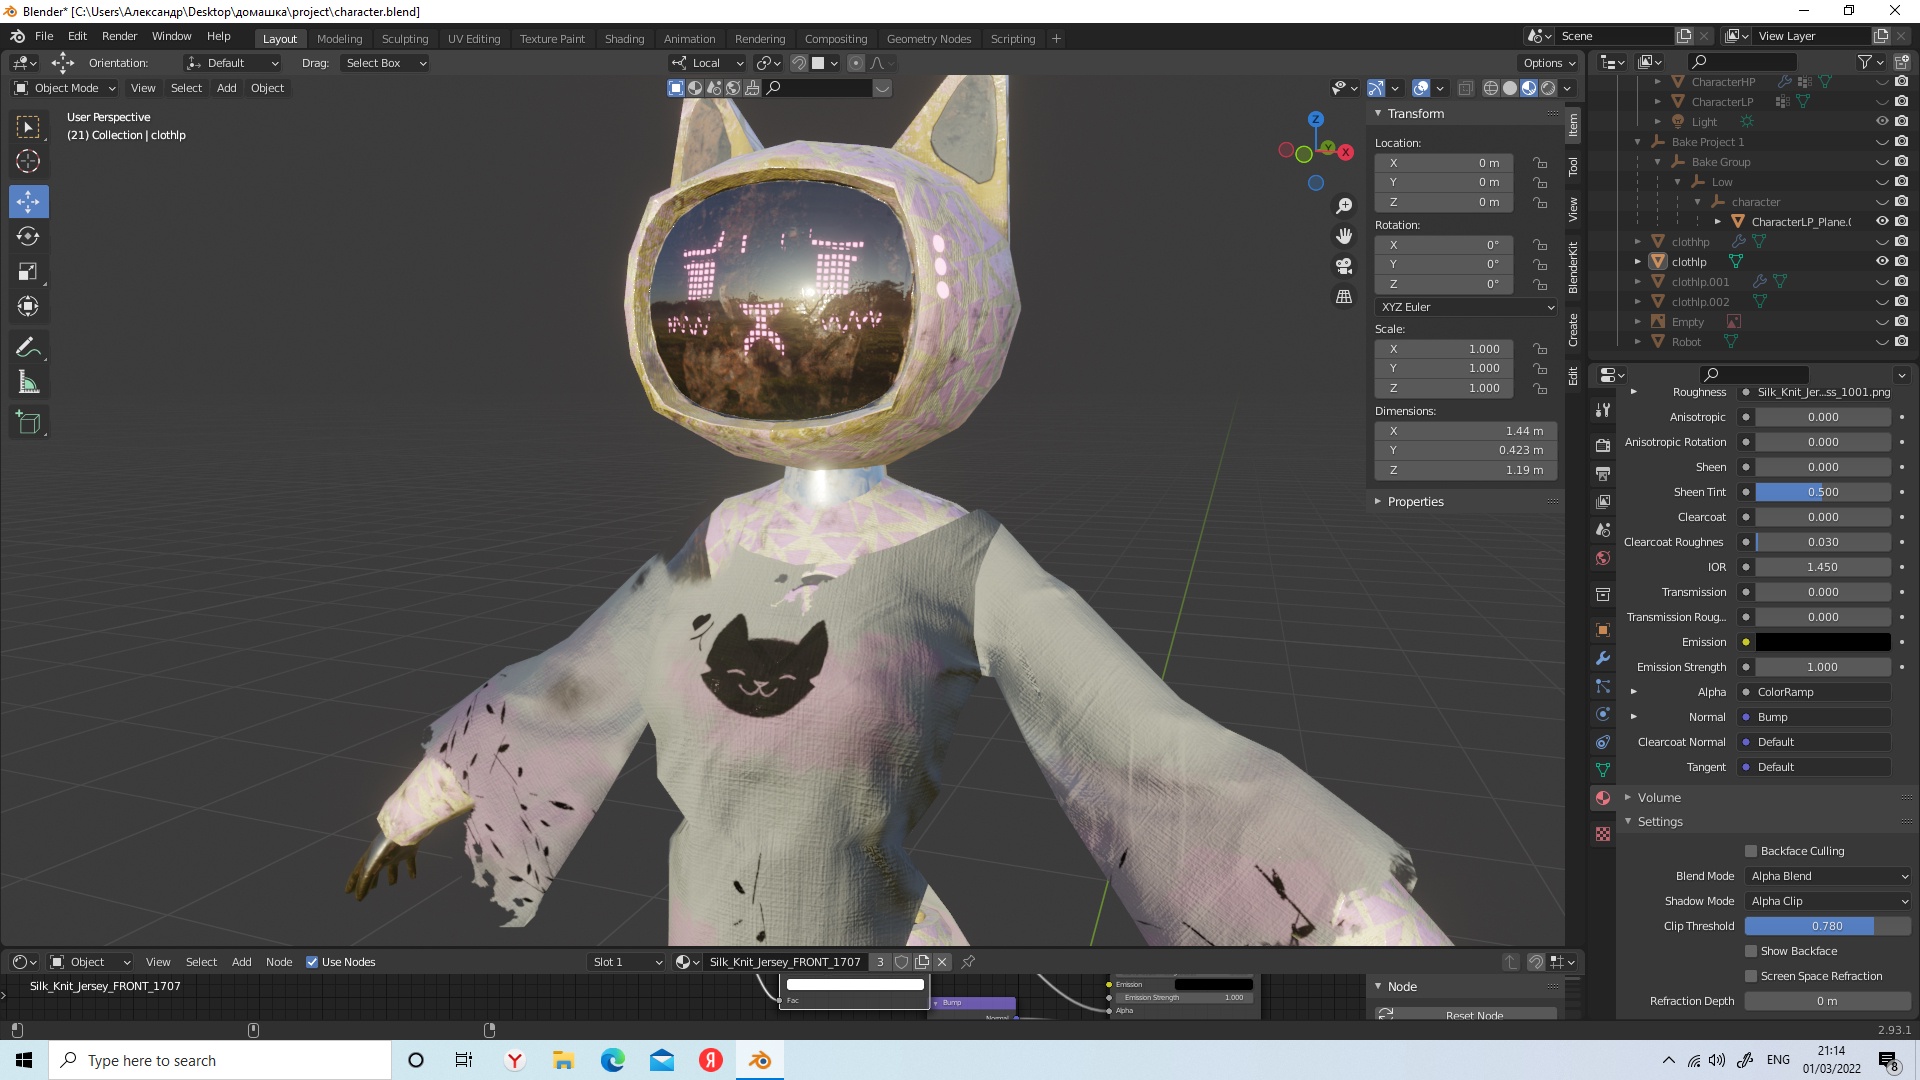 Blender* [C:\Users\Александр\Desktop\домашка\project\character.blend]
File Edit Render Window Help
Layout Modeling Sculpting UV Editing Texture Paint Shading Animation Rendering Compositing Geometry Nodes Scripting +
Scene
View Layer
Orientation: Default Drag: Select Box
Local
Options
Object Mode View Select Add Object
User Perspective
(21) Collection | clothlp
Z
Y
X
Transform
Location:
X 0 m
Y 0 m
Z 0 m
Rotation:
X 0°
Y 0°
Z 0°
XYZ Euler
Scale:
X 1.000
Y 1.000
Z 1.000
Dimensions:
X 1.44 m
Y 0.423 m
Z 1.19 m
Properties
Item
Tool
View
BlenderKit
Create
Edit
CharacterHP
CharacterLP
Light
Bake Project 1
Bake Group
Low
character
CharacterLP_Plane.(
clothhp
clothlp
clothlp.001
clothlp.002
Empty
Robot
Roughness Silk_Knit_Jer...ss_1001.png
Anisotropic 0.000
Anisotropic Rotation 0.000
Sheen 0.000
Sheen Tint 0.500
Clearcoat 0.000
Clearcoat Roughnes 0.030
IOR 1.450
Transmission 0.000
Transmission Roug... 0.000
Emission
Emission Strength 1.000
Alpha ColorRamp
Normal Bump
Clearcoat Normal Default
Tangent Default
Volume
Settings
Backface Culling
Blend Mode Alpha Blend
Shadow Mode Alpha Clip
Clip Threshold 0.780
Show Backface
Screen Space Refraction
Refraction Depth 0 m
Object View Select Add Node Use Nodes
Slot 1
Silk_Knit_Jersey_FRONT_1707 3
Silk_Knit_Jersey_FRONT_1707
Fac
Bump
Normal
Emission
Emission Strength 1.000
Alpha
Node
Reset Node
2.93.1
Type here to search
Y
Я
ENG
21:14
01/03/2022
8